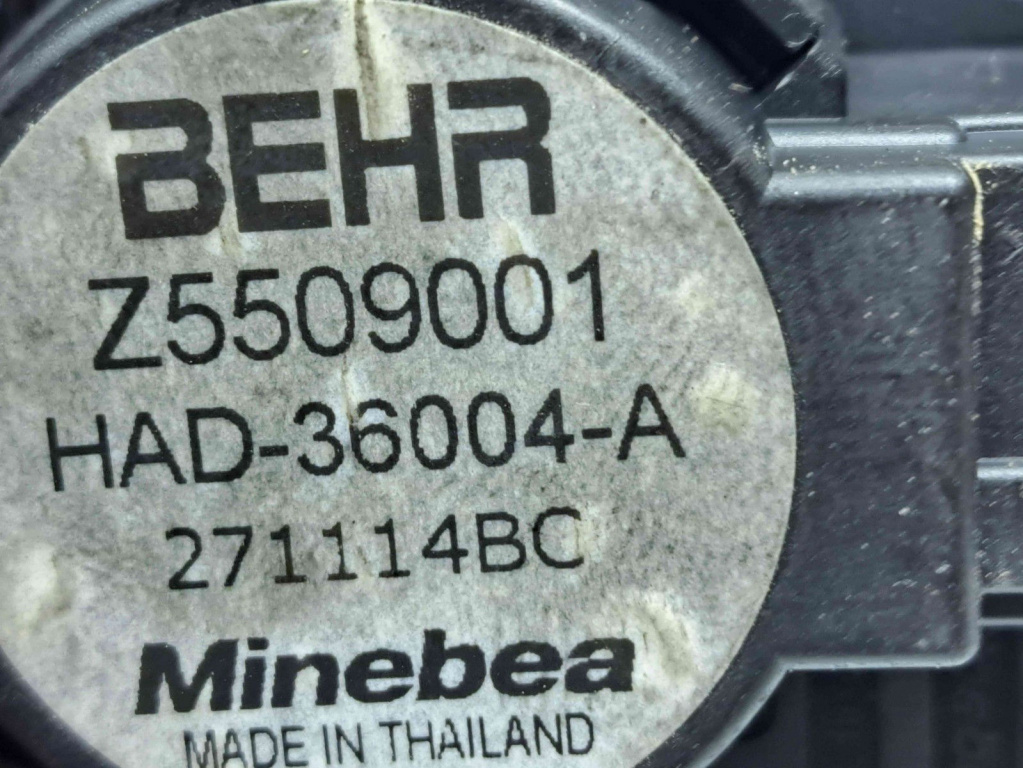 BEHR
Z5509001
HAD-36004-A
271114BC
Minebea
MADE IN THAILAND